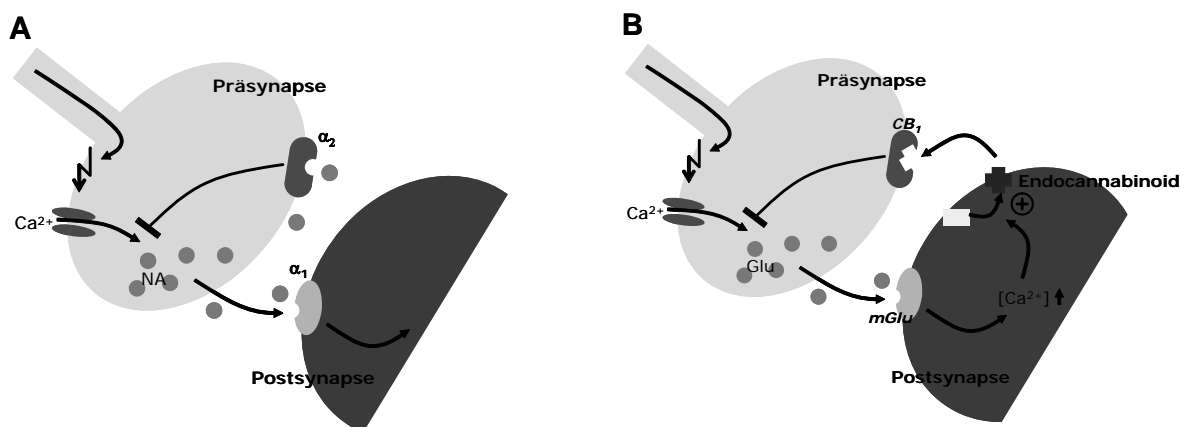 A
Präsynapse
α2
Ca2+
NA
α1
Postsynapse
B
Präsynapse
CB1
Endocannabinoid
Ca2+
Glu
[Ca2+]
mGlu
Postsynapse